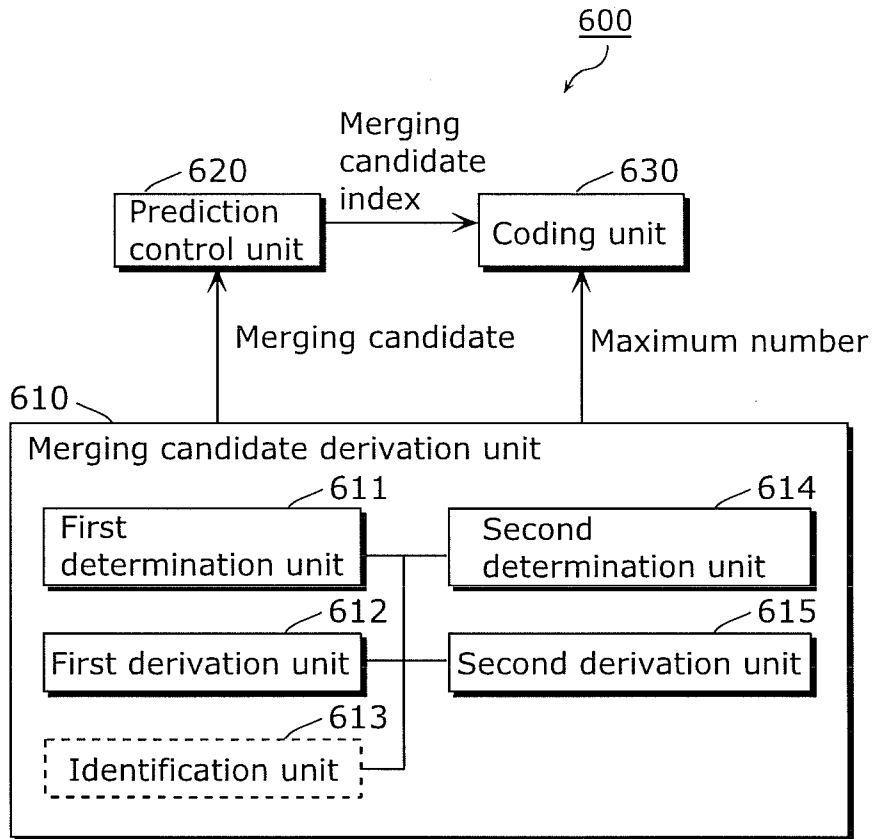 600
Merging
candidate
index
620
630
Prediction
control unit
Coding unit
Merging candidate
Maximum number
610
Merging candidate derivation unit
611
614
First
determination unit
Second
determination unit
612
615
First derivation unit
Second derivation unit
613
Identification unit